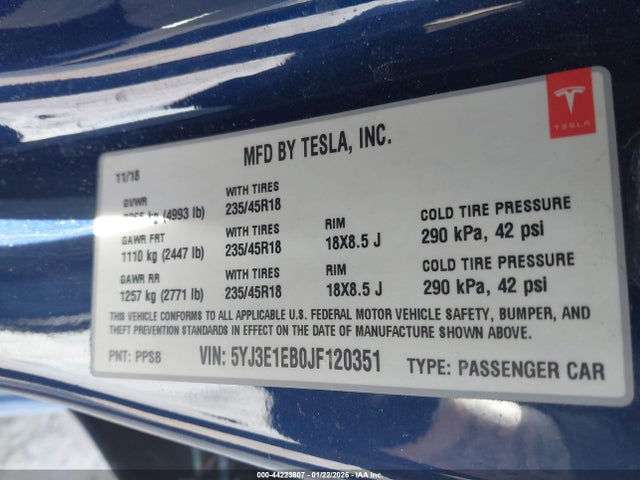 TESLA
MFD BY TESLA, INC.
11/18
GVWR WITH TIRES
kg (4993 lb) 235/45R18
GAWR FRT WITH TIRES RIM COLD TIRE PRESSURE
1110 kg (2447 lb) 235/45R18 18X8.5 J 290 kPa, 42 psi
GAWR RR WITH TIRES RIM COLD TIRE PRESSURE
1257 kg (2771 lb) 235/45R18 18X8.5 J 290 kPa, 42 psi
THIS VEHICLE CONFORMS TO ALL APPLICABLE U.S. FEDERAL MOTOR VEHICLE SAFETY, BUMPER, AND
THEFT PREVENTION STANDARDS IN EFFECT ON THE DATE OF MANUFACTURE SHOWN ABOVE.
PNT: PPSB VIN: 5YJ3E1EB0JF120351 TYPE: PASSENGER CAR
000-44223807 - 01/22/2026 - IAA Inc.